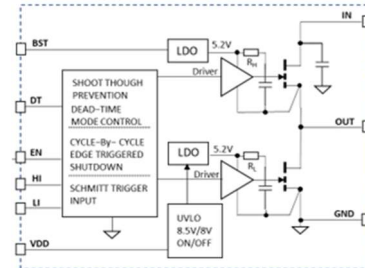 IN
BST
LDO
5.2V
RH
Driver
SHOOT THOUGH
PREVENTION
DEAD-TIME
MODE CONTROL
DT
OUT
CYCLE-By- CYCLE
EDGE TRIGGERED
SHUTDOWN
EN
LDO
5.2V
RL
Driver
HI
SCHMITT TRIGGER
INPUT
LI
UVLO
8.5V/8V
ON/OFF
GND
VDD